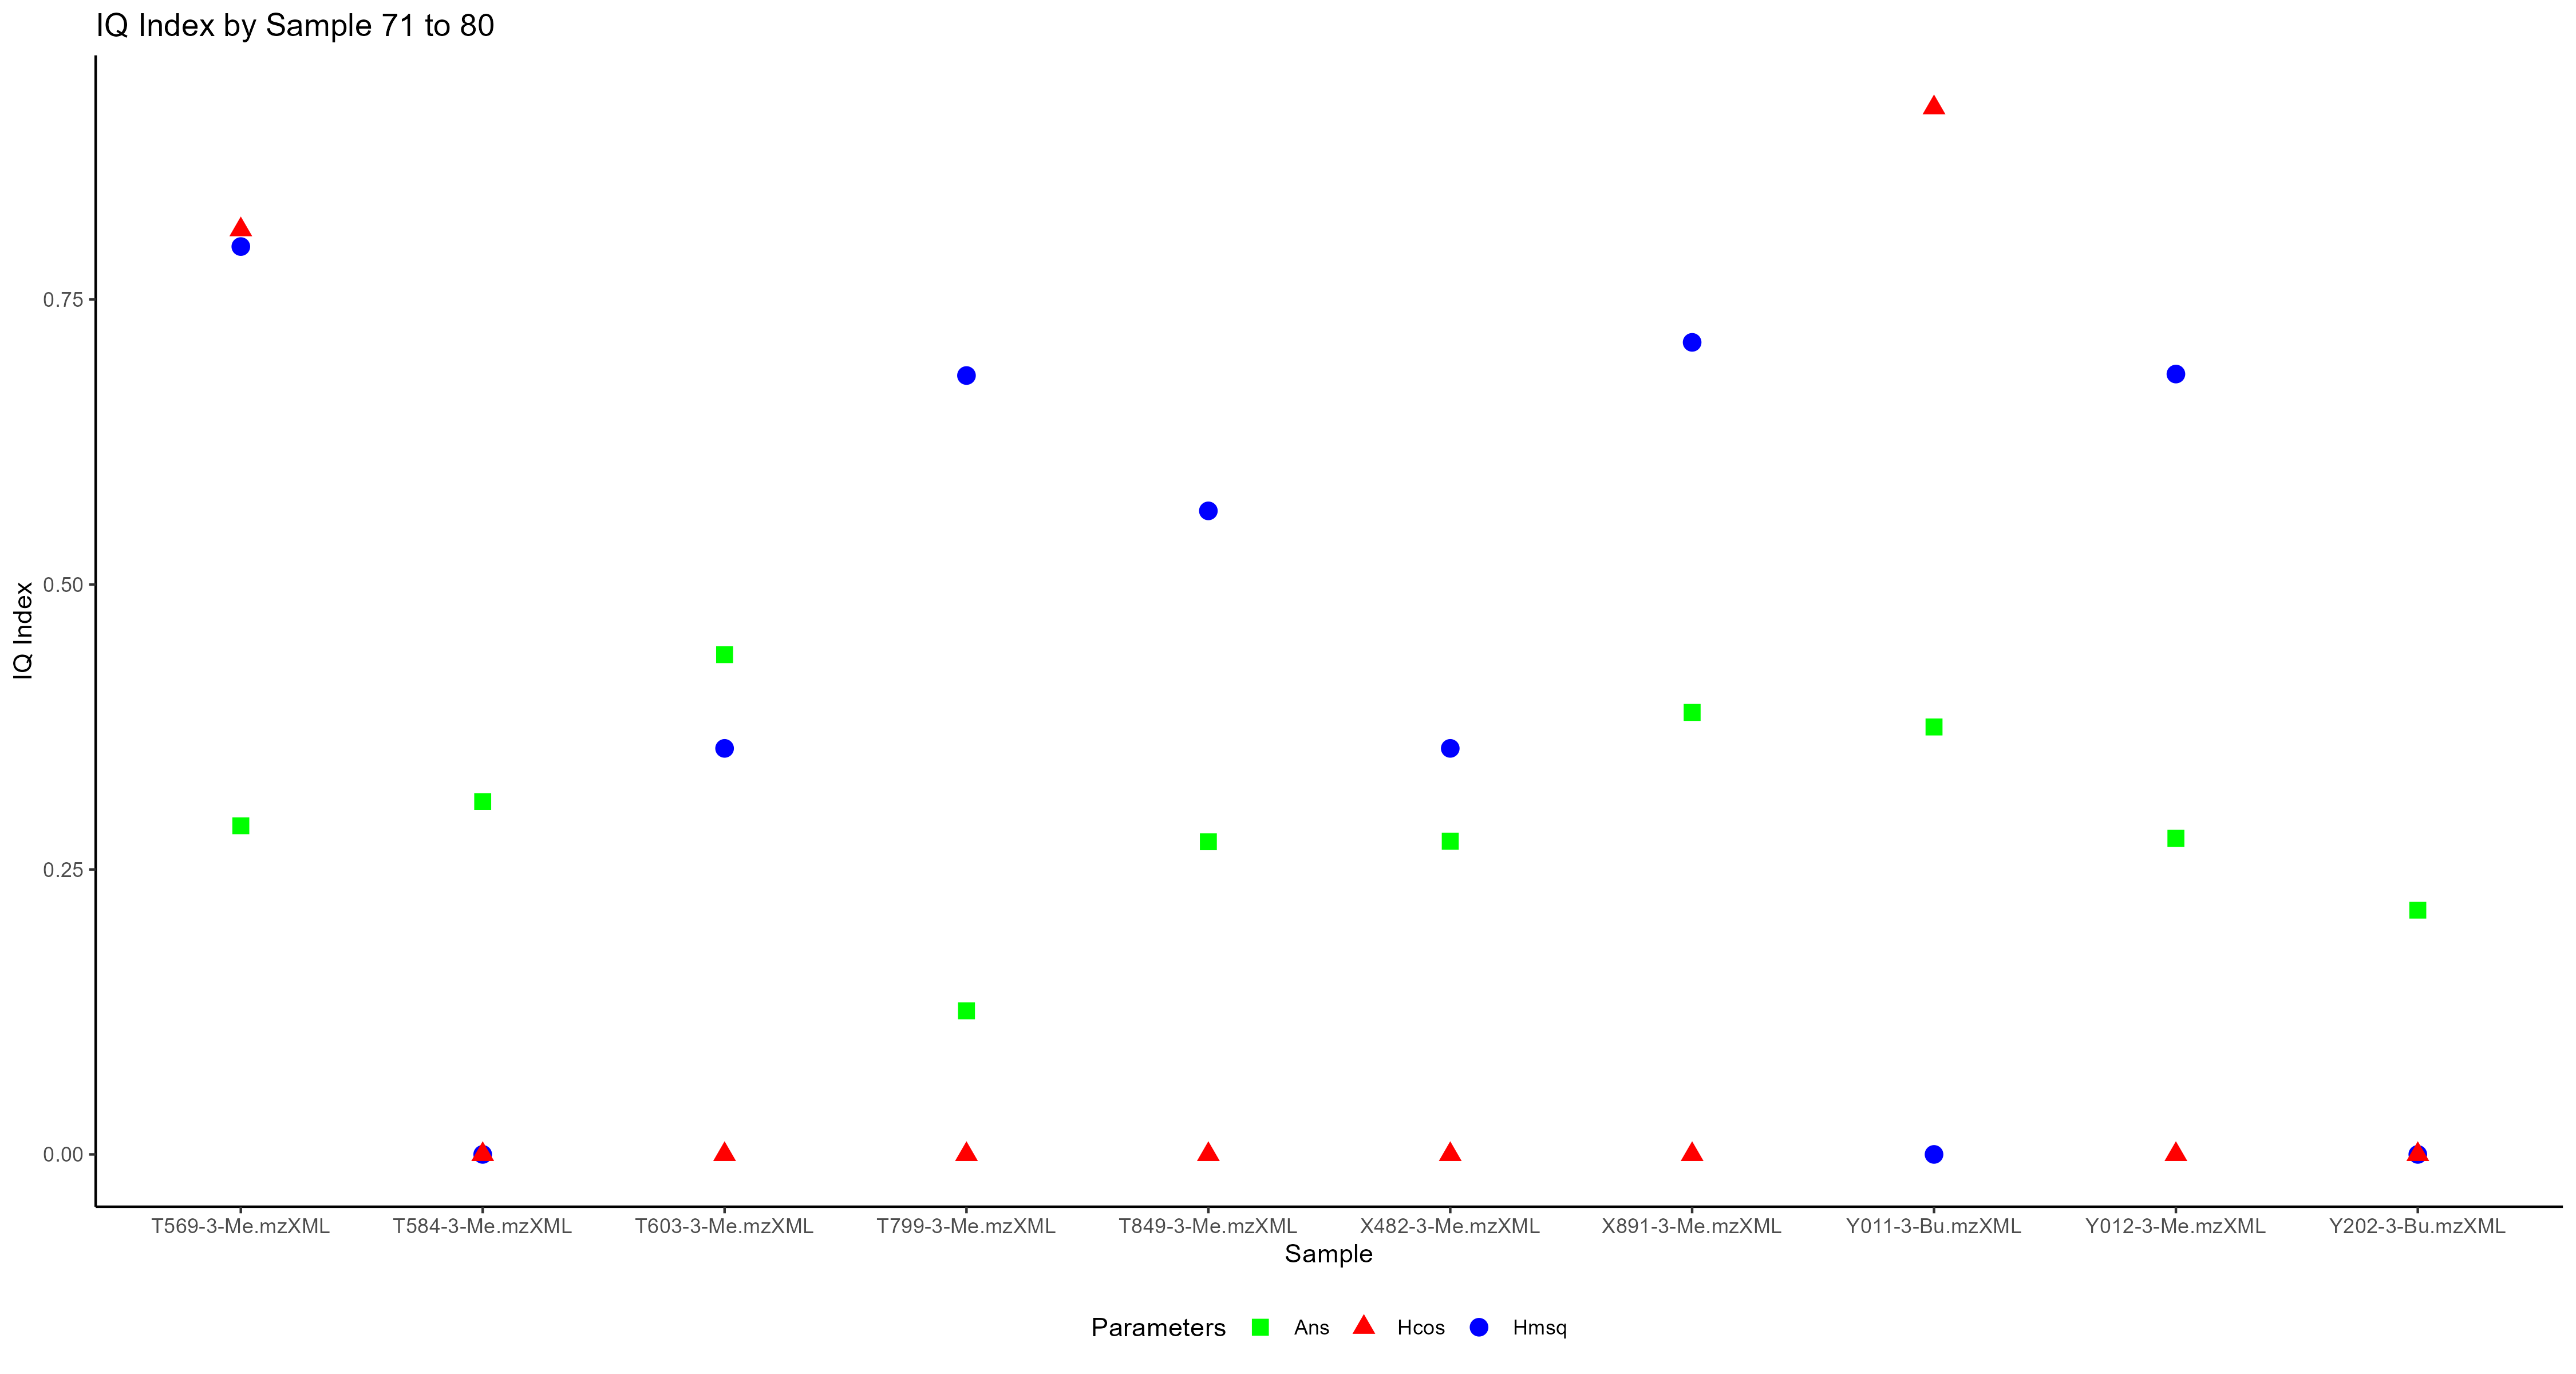 IQ Index by Sample 71 to 80
IQ Index
0.75
0.50
0.25
0.00
T569-3-Me.mzXML T584-3-Me.mzXML T603-3-Me.mzXML T799-3-Me.mzXML T849-3-Me.mzXML X482-3-Me.mzXML X891-3-Me.mzXML Y011-3-Bu.mzXML Y012-3-Me.mzXML Y202-3-Bu.mzXML
Sample
Parameters Ans Hcos Hmsq